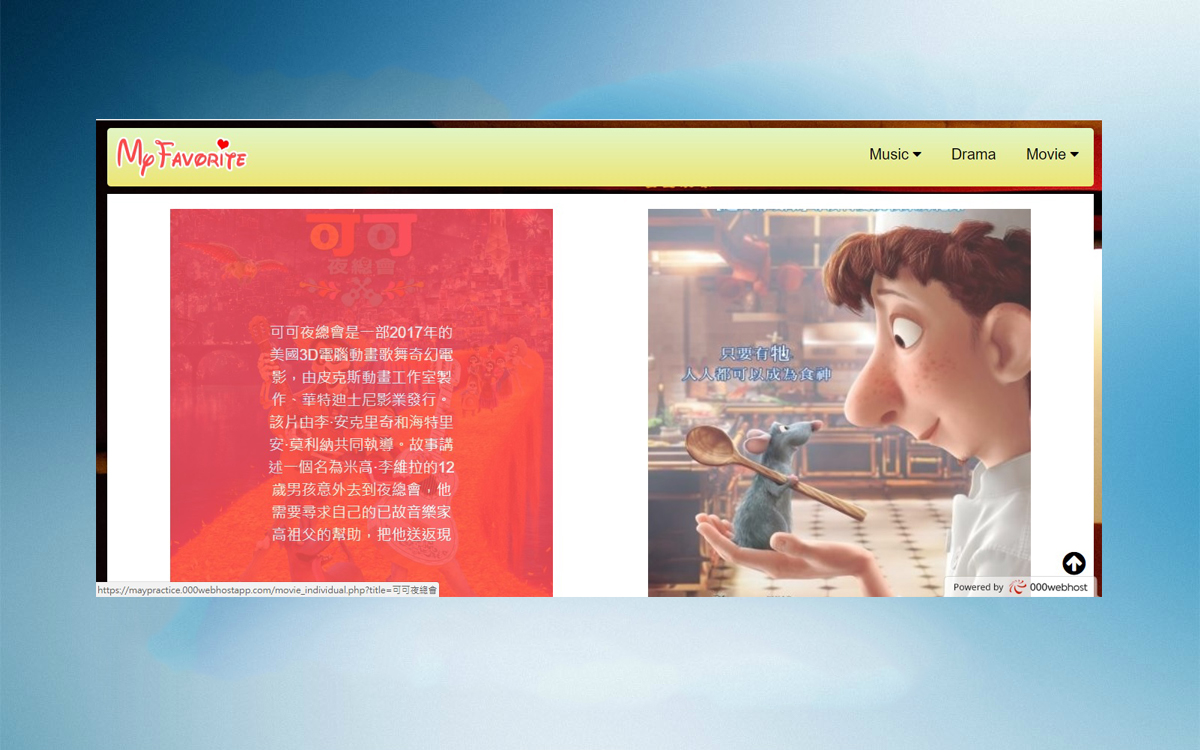 My Favorite
Music
Drama
Movie
可可
夜總會
可可夜總會是一部2017年的
美國3D電腦動畫歌舞奇幻電
影，由皮克斯動畫工作室製
作、華特迪士尼影業發行。
該片由李·安克里奇和海特里
安·莫利納共同執導。故事講
述一個名為米高·李維拉的12
歲男孩意外去到夜總會，他
需要尋求自己的已故音樂家
高祖父的幫助，把他送返現
只要有牠
人人都可以成為食神
https://maypractice.000webhostapp.com/movie_individual.php?title=可可夜總會
Powered by 000webhost